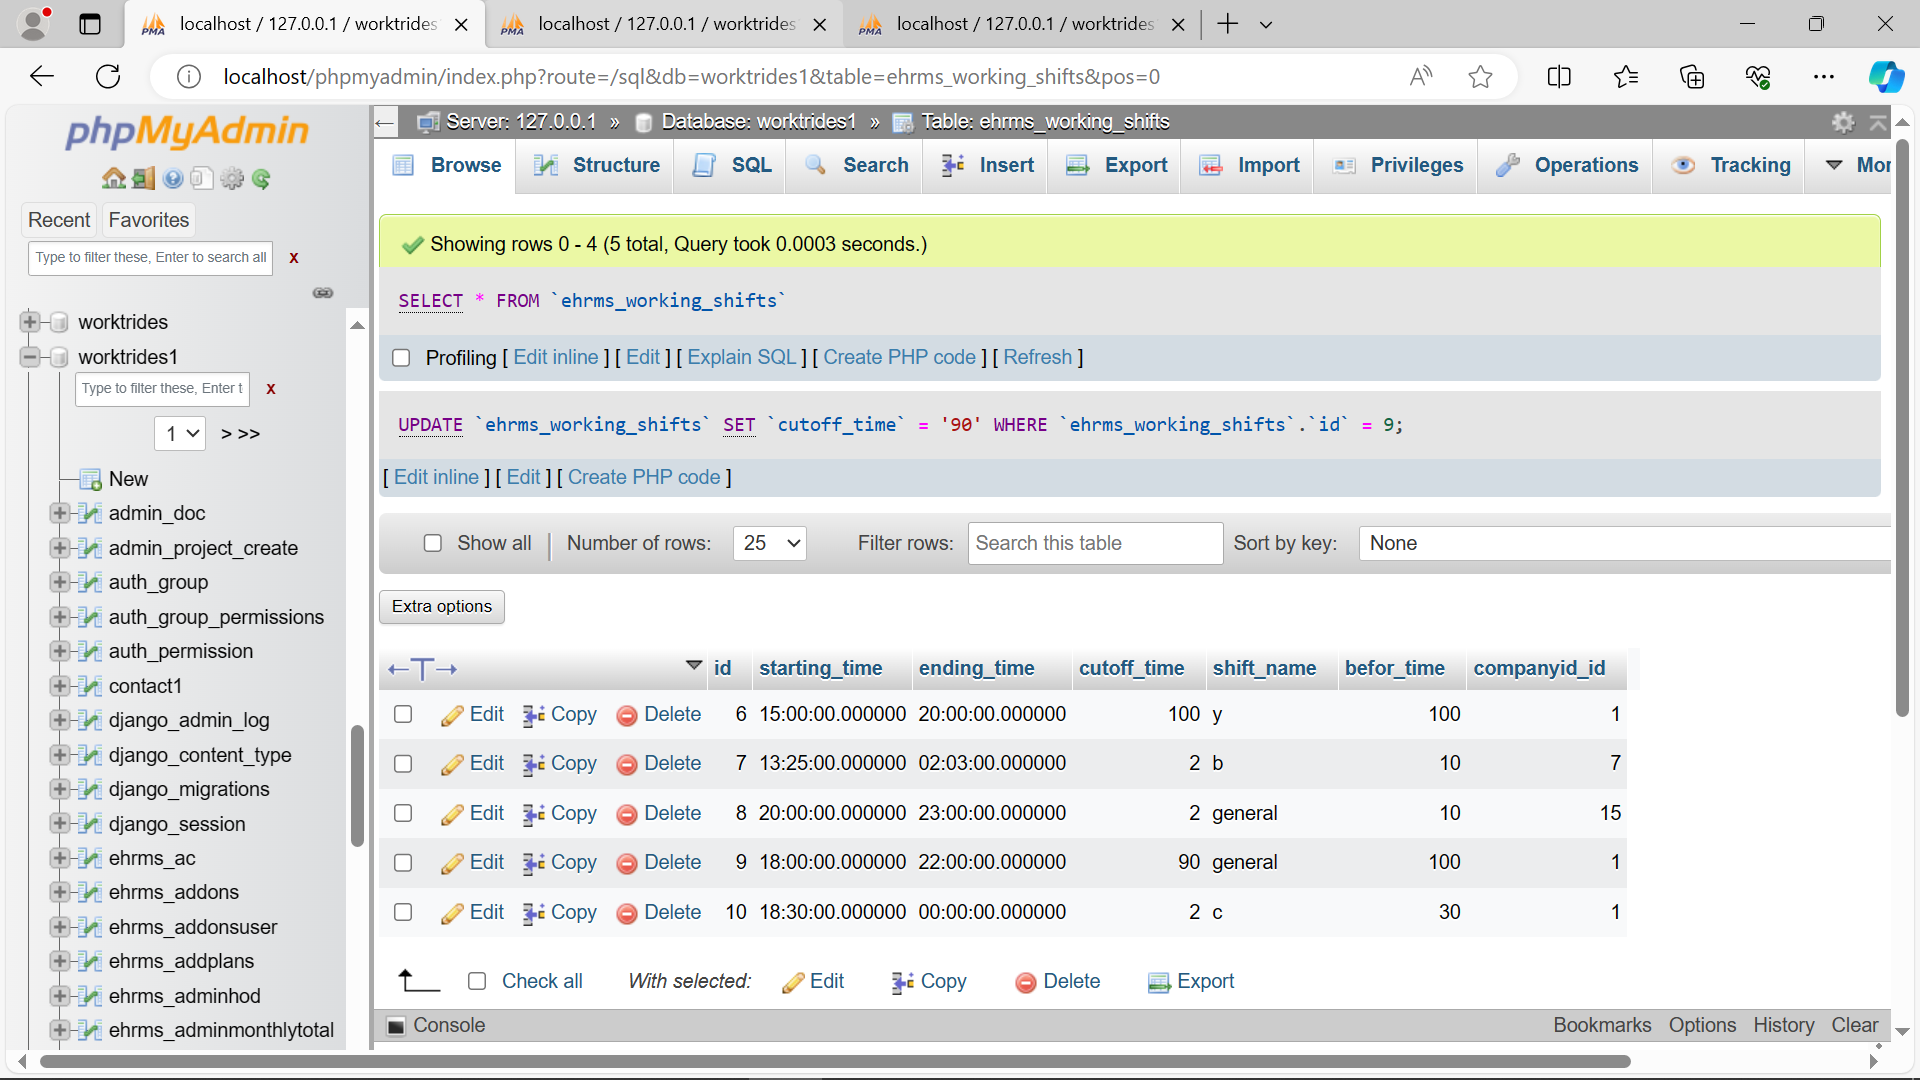 localhost / 127.0.0.1 / worktrides
localhost / 127.0.0.1 / worktrides
localhost / 127.0.0.1 / worktrides
localhost/phpmyadmin/index.php?route=/sql&db=worktrides1&table=ehrms_working_shifts&pos=0
phpMyAdmin
Recent Favorites
Type to filter these, Enter to search all X
worktrides
worktrides1
Type to filter these, Enter t X
1 > >>
New
admin_doc
admin_project_create
auth_group
auth_group_permissions
auth_permission
contact1
django_admin_log
django_content_type
django_migrations
django_session
ehrms_ac
ehrms_addons
ehrms_addonsuser
ehrms_addplans
ehrms_adminhod
ehrms_adminmonthlytotal
Server: 127.0.0.1 » Database: worktrides1 » Table: ehrms_working_shifts
Browse Structure SQL Search Insert Export Import Privileges Operations Tracking Mor
Showing rows 0 - 4 (5 total, Query took 0.0003 seconds.)
SELECT * FROM `ehrms_working_shifts`
Profiling [ Edit inline ] [ Edit ] [ Explain SQL ] [ Create PHP code ] [ Refresh ]
UPDATE `ehrms_working_shifts` SET `cutoff_time` = '90' WHERE `ehrms_working_shifts`.`id` = 9;
[ Edit inline ] [ Edit ] [ Create PHP code ]
Show all | Number of rows: 25 Filter rows: Search this table Sort by key: None
Extra options
←T→ id starting_time ending_time cutoff_time shift_name befor_time companyid_id
Edit Copy Delete 6 15:00:00.000000 20:00:00.000000 100 y 100 1
Edit Copy Delete 7 13:25:00.000000 02:03:00.000000 2 b 10 7
Edit Copy Delete 8 20:00:00.000000 23:00:00.000000 2 general 10 15
Edit Copy Delete 9 18:00:00.000000 22:00:00.000000 90 general 100 1
Edit Copy Delete 10 18:30:00.000000 00:00:00.000000 2 c 30 1
Check all With selected: Edit Copy Delete Export
Console Bookmarks Options History Clear